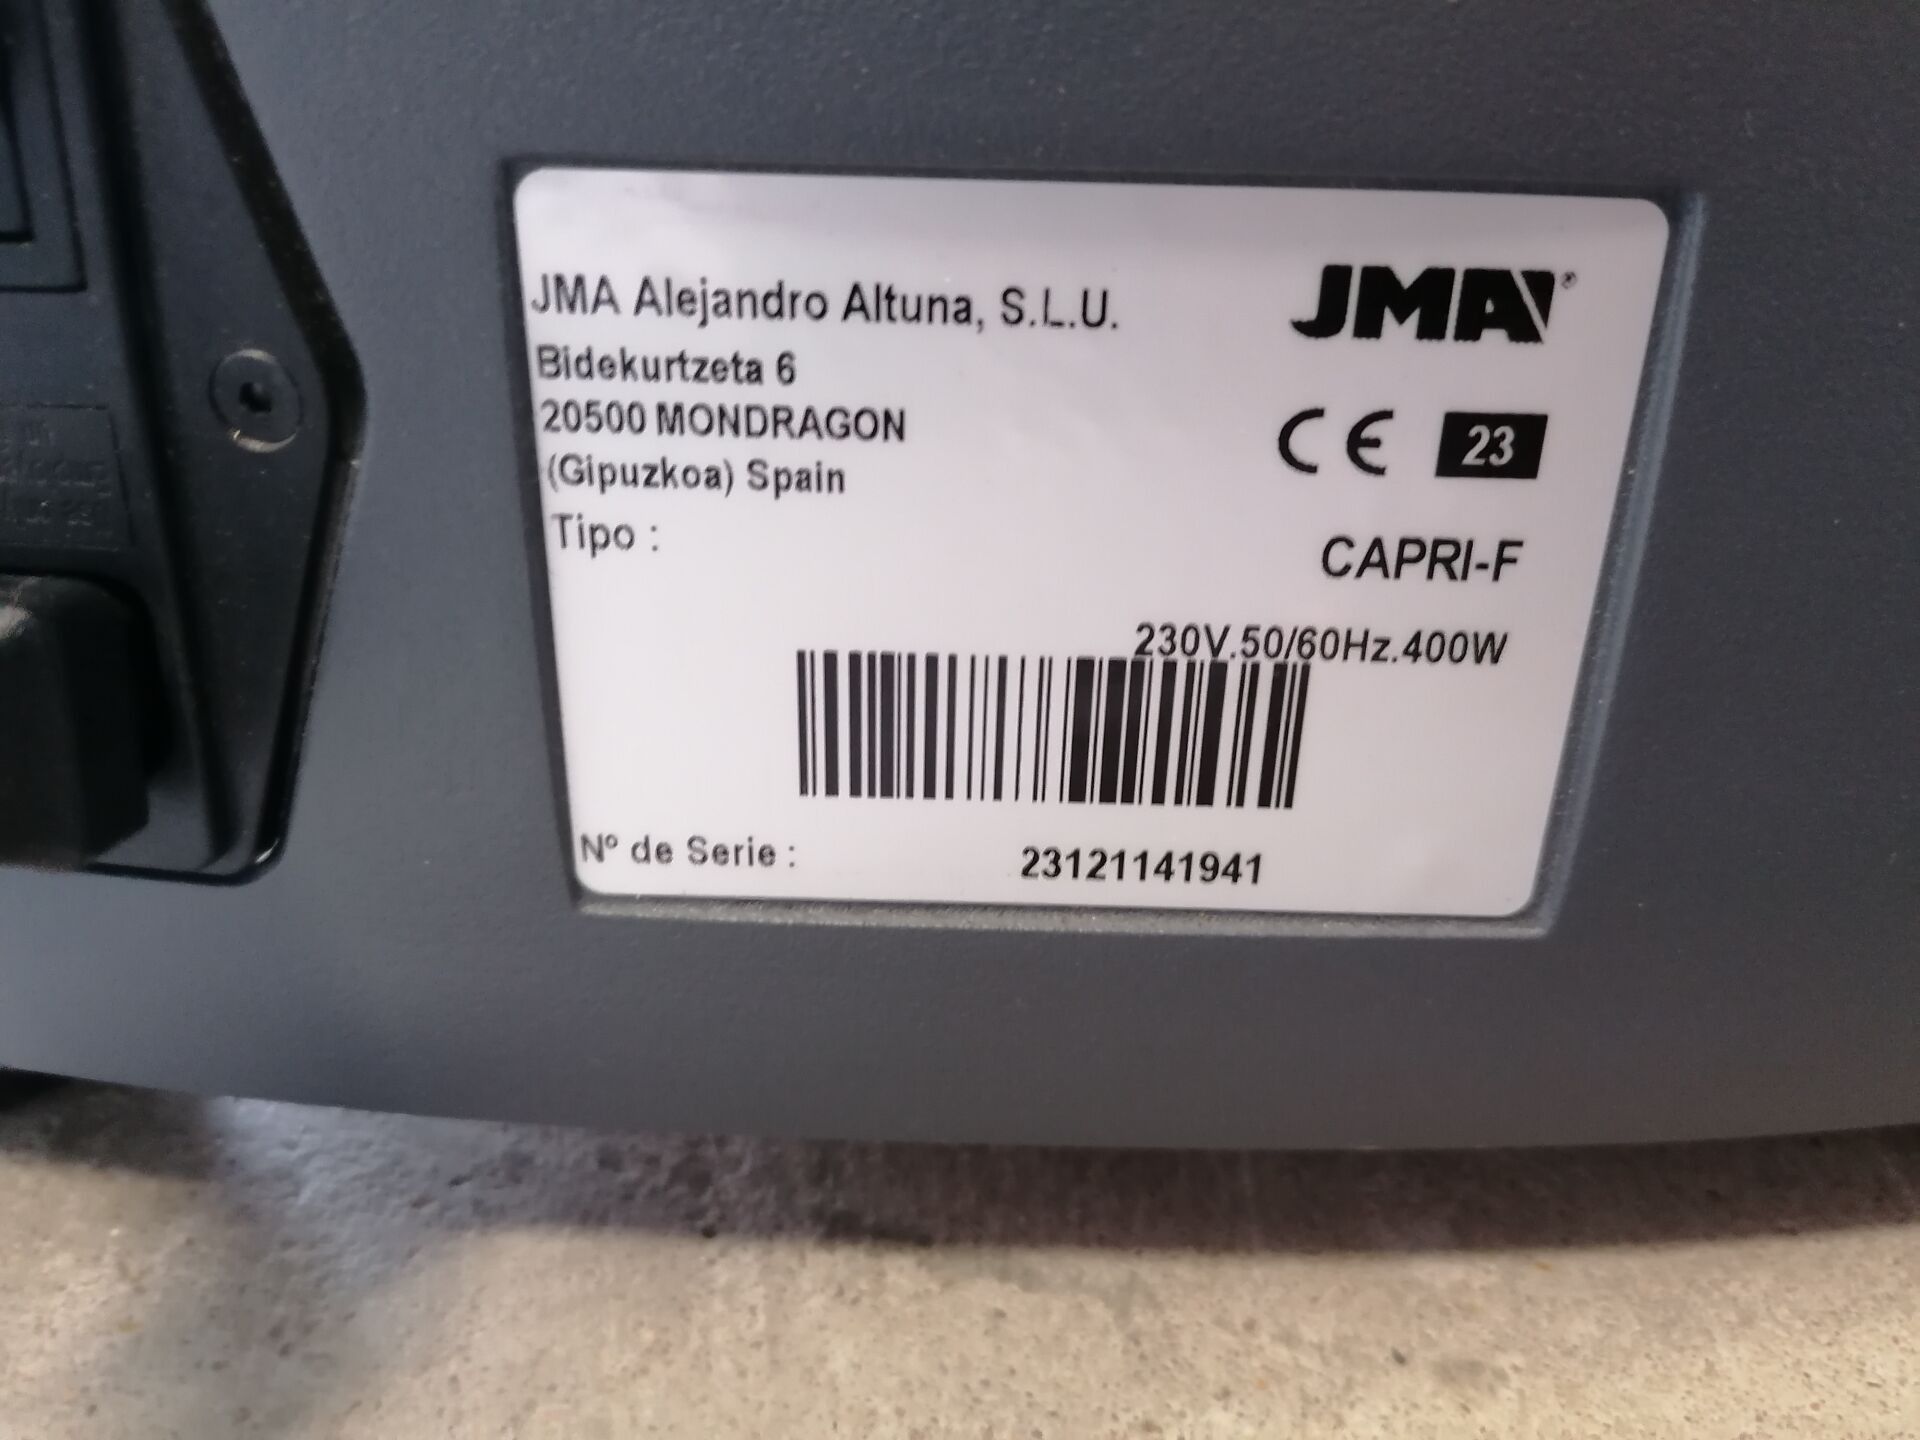 JMA Alejandro Altuna, S.L.U.
JMA®
Bidekurtzeta 6
20500 MONDRAGON
CE 23
(Gipuzkoa) Spain
Tipo :
CAPRI-F
230V.50/60Hz.400W
Nº de Serie : 23121141941